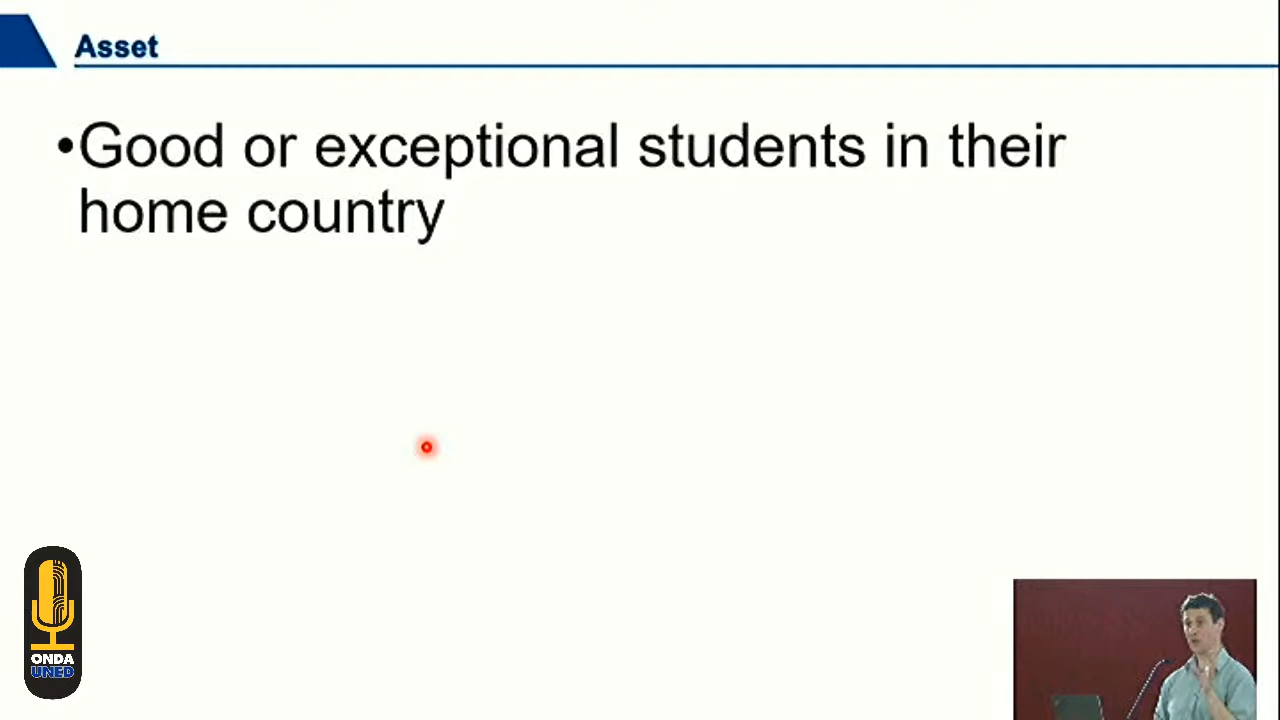 Asset
•Good or exceptional students in their
home country
ONDA
UNED